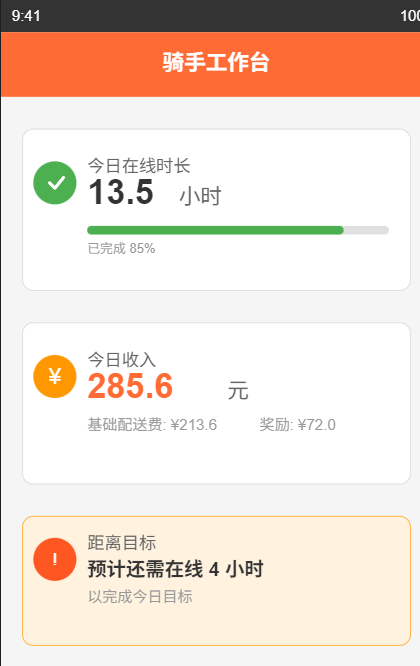 9:41
100
骑手工作台
今日在线时长
13.5 小时
已完成 85%
¥
今日收入
285.6 元
基础配送费: ¥213.6 奖励: ¥72.0
!
距离目标
预计还需在线 4 小时
以完成今日目标